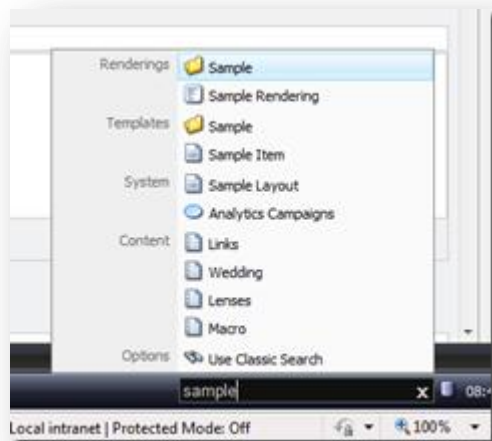 Renderings Sample
Sample Rendering
Templates Sample
Sample Item
System Sample Layout
Analytics Campaigns
Content Links
Wedding
Lenses
Macro
Options Use Classic Search
sample x
Local intranet | Protected Mode: Off 100%